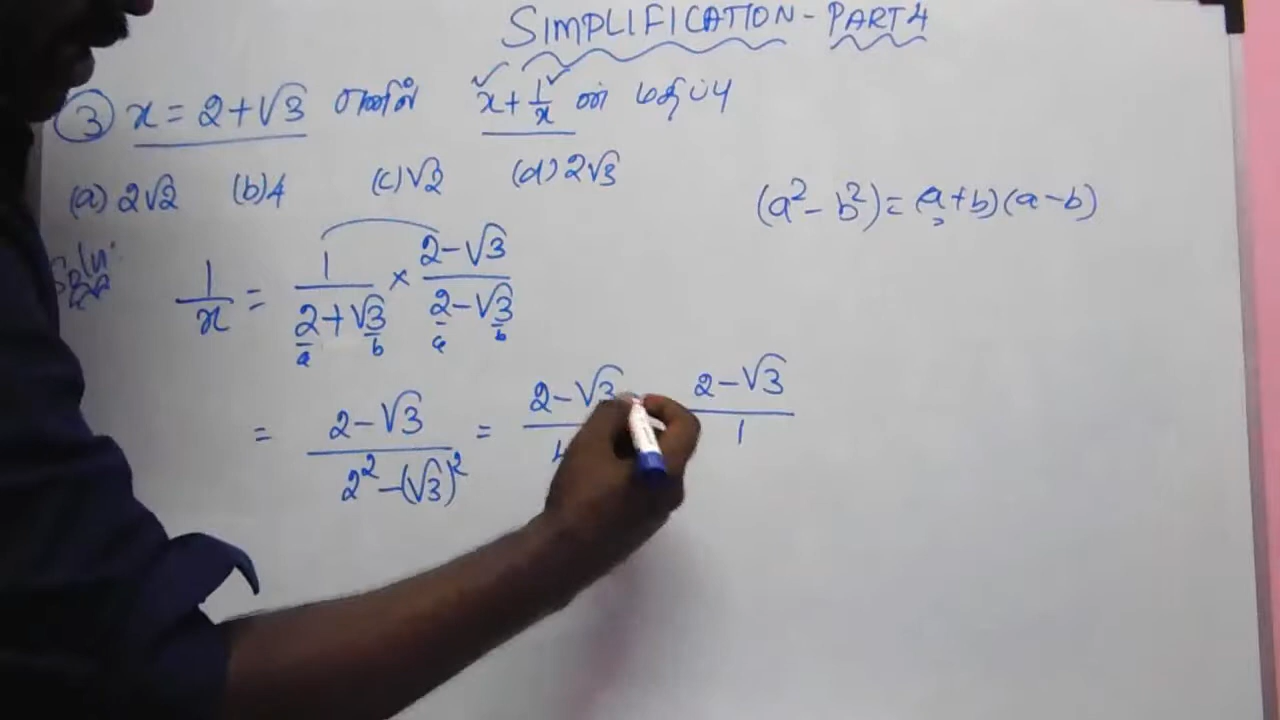 SIMPLIFICATION - PART 4
③ x = 2+√3 எனில் x + 1/x ன் மதிப்பு
(a) 2√2 (b) 4 (c) √2 (d) 2√3
(a² - b²) = (a+b)(a-b)
Soln:
1/x = 1/(2+√3) × (2-√3)/(2-√3)
a b a b
= (2-√3)/(2² - (√3)²) = 2-√3 (2-√3)/1